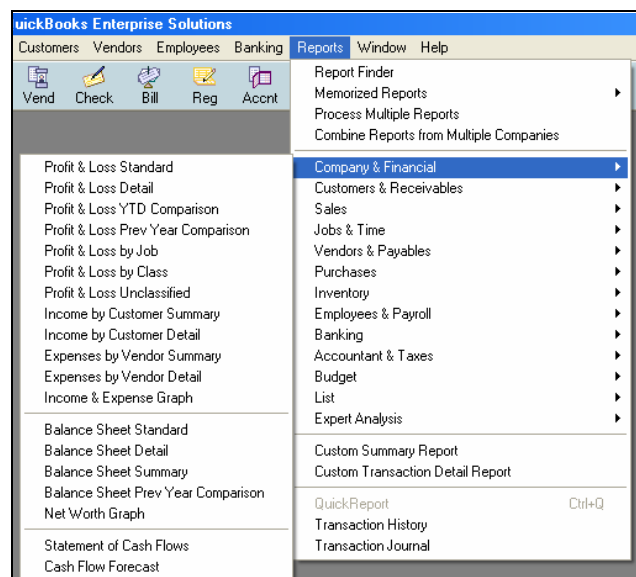 uickBooks Enterprise Solutions
Customers Vendors Employees Banking Reports Window Help
Vend Check Bill Reg Accnt
Report Finder
Memorized Reports
Process Multiple Reports
Combine Reports from Multiple Companies
Company & Financial
Customers & Receivables
Sales
Jobs & Time
Vendors & Payables
Purchases
Inventory
Employees & Payroll
Banking
Accountant & Taxes
Budget
List
Expert Analysis
Custom Summary Report
Custom Transaction Detail Report
QuickReport Ctrl+Q
Transaction History
Transaction Journal
Profit & Loss Standard
Profit & Loss Detail
Profit & Loss YTD Comparison
Profit & Loss Prev Year Comparison
Profit & Loss by Job
Profit & Loss by Class
Profit & Loss Unclassified
Income by Customer Summary
Income by Customer Detail
Expenses by Vendor Summary
Expenses by Vendor Detail
Income & Expense Graph
Balance Sheet Standard
Balance Sheet Detail
Balance Sheet Summary
Balance Sheet Prev Year Comparison
Net Worth Graph
Statement of Cash Flows
Cash Flow Forecast